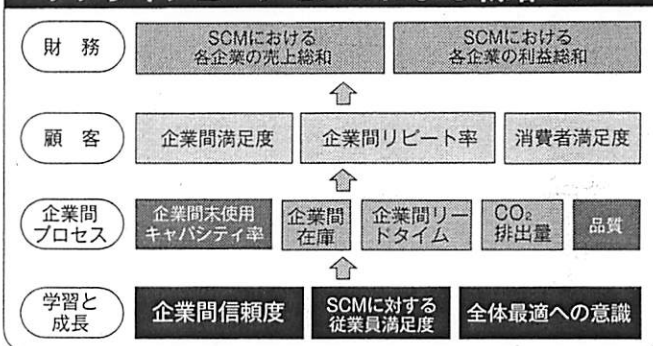 財　務
SCMにおける
各企業の売上総和
SCMにおける
各企業の利益総和
顧　客
企業間満足度
企業間リピート率
消費者満足度
企業間
プロセス
企業間未使用
キャパシティ率
企業間
在庫
企業間リー
ドタイム
CO₂
排出量
品質
学習と
成長
企業間信頼度
SCMに対する
従業員満足度
全体最適への意識